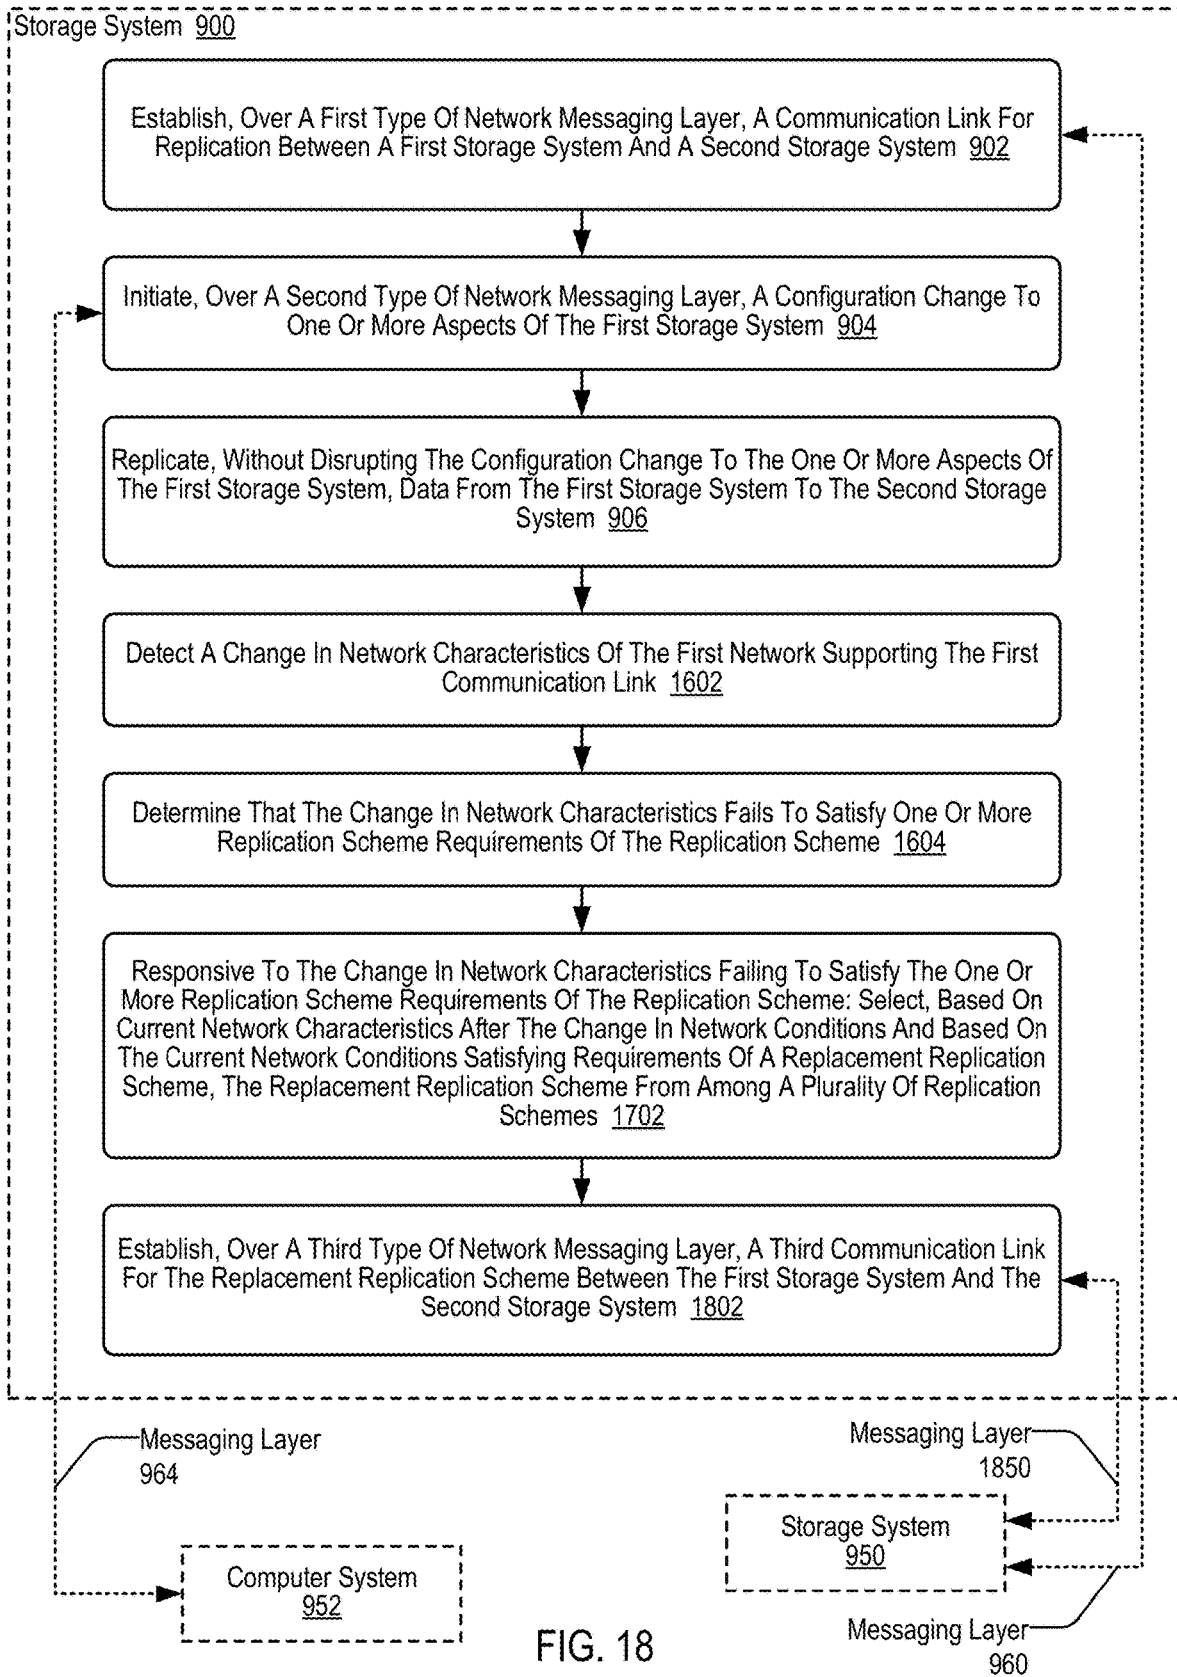 Storage System 900
Establish, Over A First Type Of Network Messaging Layer, A Communication Link For
Replication Between A First Storage System And A Second Storage System 902
Initiate, Over A Second Type Of Network Messaging Layer, A Configuration Change To
One Or More Aspects Of The First Storage System 904
Replicate, Without Disrupting The Configuration Change To The One Or More Aspects Of
The First Storage System, Data From The First Storage System To The Second Storage
System 906
Detect A Change In Network Characteristics Of The First Network Supporting The First
Communication Link 1602
Determine That The Change In Network Characteristics Fails To Satisfy One Or More
Replication Scheme Requirements Of The Replication Scheme 1604
Responsive To The Change In Network Characteristics Failing To Satisfy The One Or
More Replication Scheme Requirements Of The Replication Scheme: Select, Based On
Current Network Characteristics After The Change In Network Conditions And Based On
The Current Network Conditions Satisfying Requirements Of A Replacement Replication
Scheme, The Replacement Replication Scheme From Among A Plurality Of Replication
Schemes 1702
Establish, Over A Third Type Of Network Messaging Layer, A Third Communication Link
For The Replacement Replication Scheme Between The First Storage System And The
Second Storage System 1802
Messaging Layer
964
Messaging Layer
1850
Storage System
950
Computer System
952
Messaging Layer
960
FIG. 18